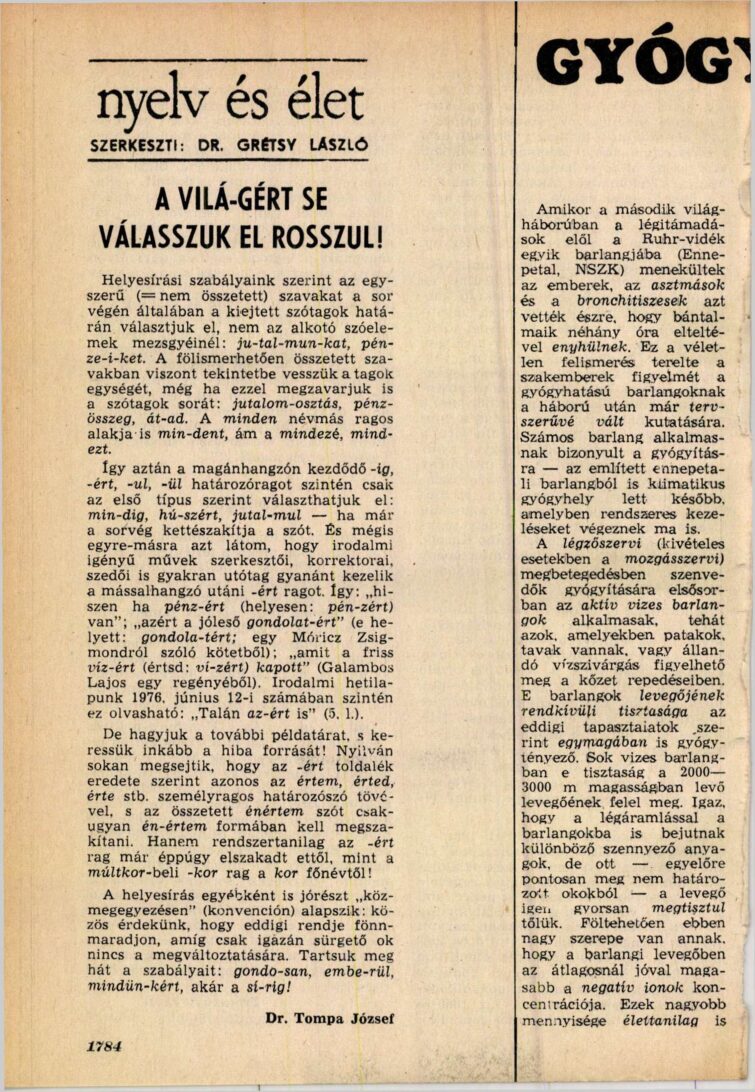 nyelv és élet
SZERKESZTI: DR. GRÉTSY LÁSZLÓ
A VILÁ-GÉRT SE
VÁLASSZUK EL ROSSZUL!
Helyesírási szabályaink szerint az egy-
szerű (= nem összetett) szavakat a sor
végén általában a kiejtett szótagok hatá-
rán választjuk el, nem az alkotó szóele-
mek mezsgyéinél: ju-tal-mun-kat, pén-
ze-i-ket. A fölismerhetően összetett sza-
vakban viszont tekintetbe vesszük a tagok
egységét, még ha ezzel megzavarjuk is
a szótagok sorát: jutalom-osztás, pénz-
összeg, át-ad. A minden névmás ragos
alakja is min-dent, ám a mindezé, mind-
ezt.
Így aztán a magánhangzón kezdődő -ig,
-ért, -ul, -ül határozóragot szintén csak
az első típus szerint választhatjuk el:
min-dig, hú-szért, jutal-mul — ha már
a sorvég kettészakítja a szót. És mégis
egyre-másra azt látom, hogy irodalmi
igényű művek szerkesztői, korrektorai,
szedői is gyakran utótag gyanánt kezelik
a mássalhangzó utáni -ért ragot. Így: „hi-
szen ha pénz-ért (helyesen: pén-zért)
van"; „azért a jóleső gondolat-ért" (e he-
lyett: gondola-tért; egy Móricz Zsig-
mondról szóló kötetből); „amit a friss
víz-ért (értsd: ví-zért) kapott" (Galambos
Lajos egy regényéből). Irodalmi hetila-
punk 1976. június 12-i számában szintén
ez olvasható: „Talán az-ért is" (5. l.).
De hagyjuk a további példatárat, s ke-
ressük inkább a hiba forrását! Nyilván
sokan megsejtik, hogy az -ért toldalék
eredete szerint azonos az értem, érted,
érte stb. személyragos határozószó tövé-
vel, s az összetett énértem szót csak-
ugyan én-értem formában kell megsza-
kítani. Hanem rendszertanilag az -ért
rag már éppúgy elszakadt ettől, mint a
múltkor-beli -kor rag a kor főnévtől!
A helyesírás egyébként is jórészt „köz-
megegyezésen" (konvención) alapszik: kö-
zös érdekünk, hogy eddigi rendje fönn-
maradjon, amíg csak igazán sürgető ok
nincs a megváltoztatására. Tartsuk meg
hát a szabályait: gondo-san, embe-rül,
mindün-kért, akár a sí-rig!
Dr. Tompa József
1784
GYÓGY
Amikor a második világ-
háborúban a légitámadá-
sok elől a Ruhr-vidék
egyik barlangjába (Enne-
petal, NSZK) menekültek
az emberek, az asztmások
és a bronchitiszesek azt
vették észre, hogy bántal-
maik néhány óra elteltté-
vel enyhülnek. Ez a vélet-
len felismerés terelte a
szakemberek figyelmét a
gyógyhatású barlangoknak
a háború után már terv-
szerűvé vált kutatására.
Számos barlang alkalmas-
nak bizonyult a gyógyítás-
ra — az említett ennepeta-
li barlangból is klimatikus
gyógyhely lett később,
amelyben rendszeres keze-
léseket végeznek ma is.
A légzőszervi (kivételes
esetekben a mozgásszervi)
megbetegedésben szenve-
dők gyógyítására elsősor-
ban az aktív vizes barlan-
gok alkalmasak, tehát
azok, amelyekben patakok,
tavak vannak, vagy állan-
dó vízszivárgás figyelhető
meg a kőzet repedéseiben.
E barlangok levegőjének
rendkívüli tisztasága az
eddigi tapasztalatok sze-
rint egymagában is gyógy-
tényező. Sok vizes barlang-
ban e tisztaság a 2000—
3000 m magasságban levő
levegőének felel meg. Igaz,
hogy a légáramlással a
barlangokba is bejutnak
különböző szennyező anya-
gok, de ott — egyelőre
pontosan meg nem határo-
zott okokból — a levegő
igen gyorsan megtisztul
tőlük. Föltehetően ebben
nagy szerepe van annak,
hogy a barlangi levegőben
az átlagosnál jóval maga-
sabb a negatív ionok kon-
centrációja. Ezek nagyobb
mennyisége élettanilag is